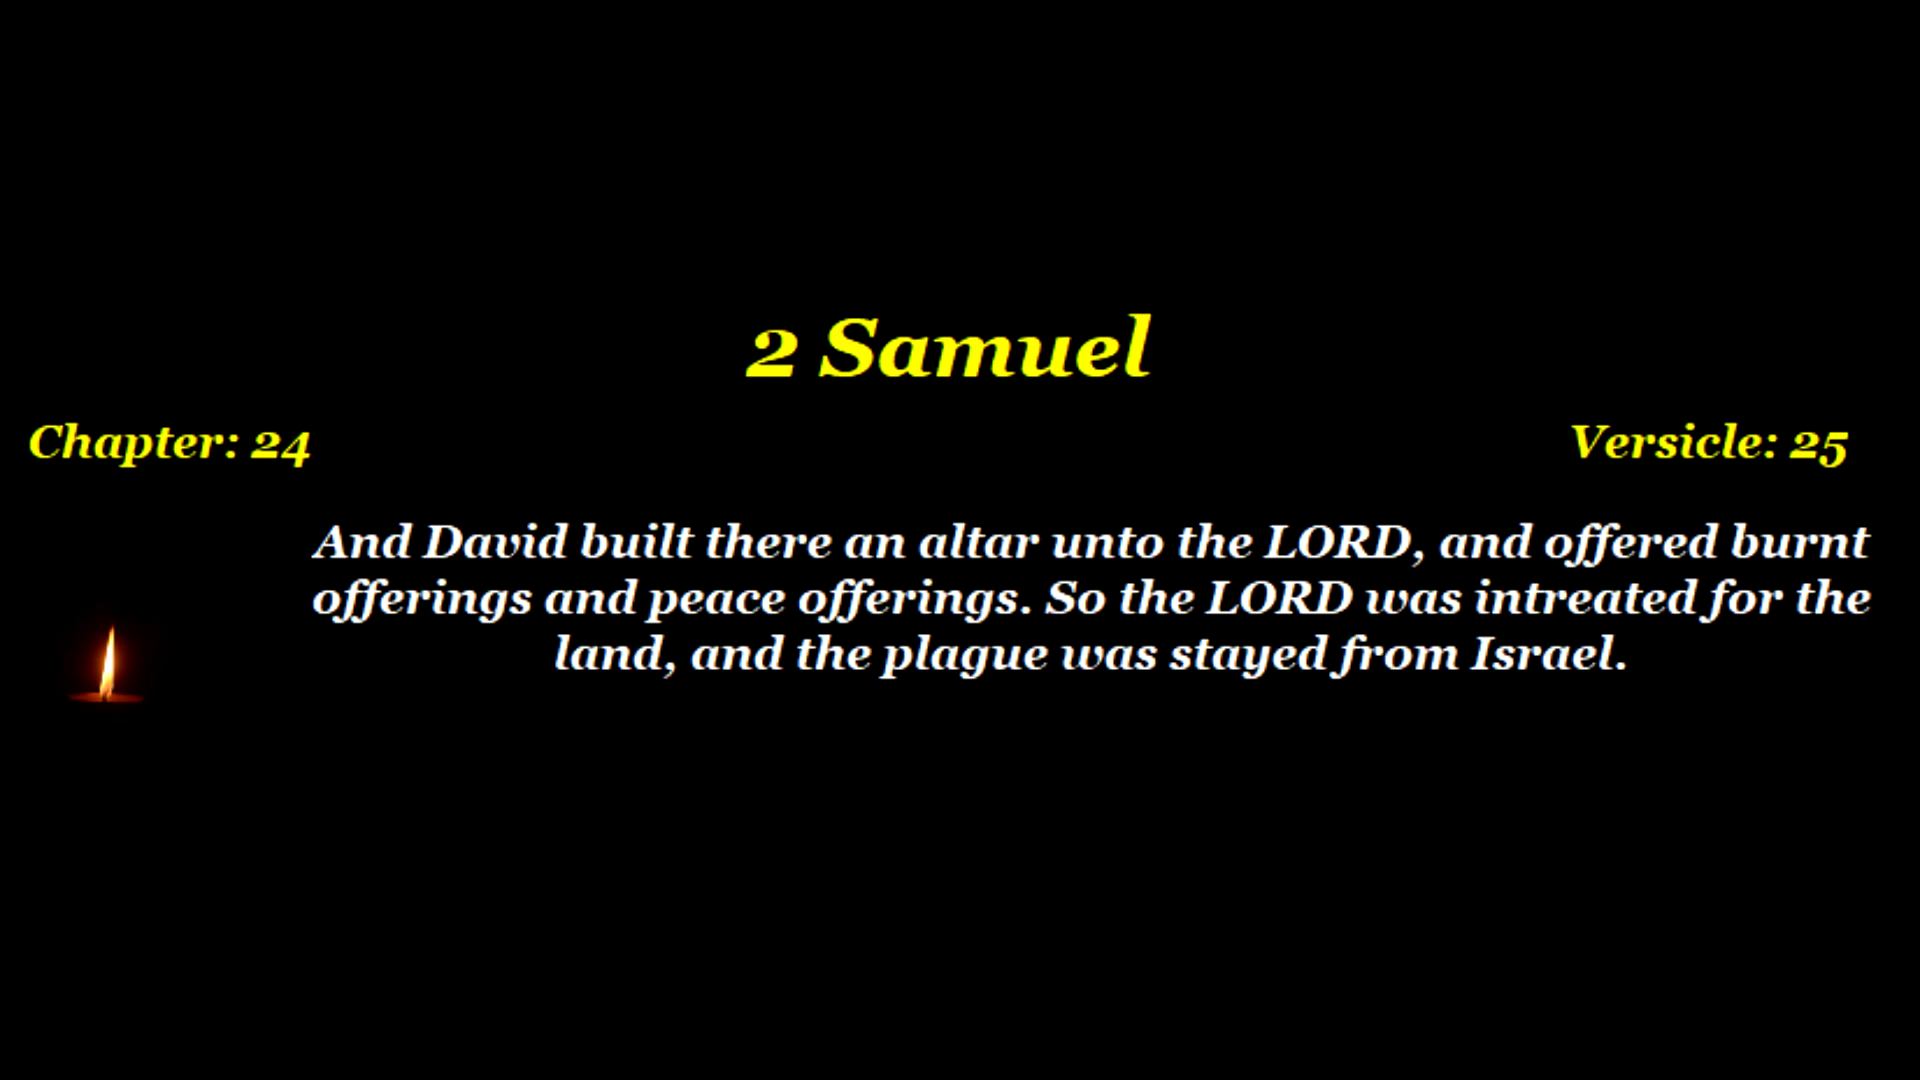 2 Samuel
Chapter: 24
Versicle: 25
And David built there an altar unto the LORD, and offered burnt
offerings and peace offerings. So the LORD was intreated for the
land, and the plague was stayed from Israel.